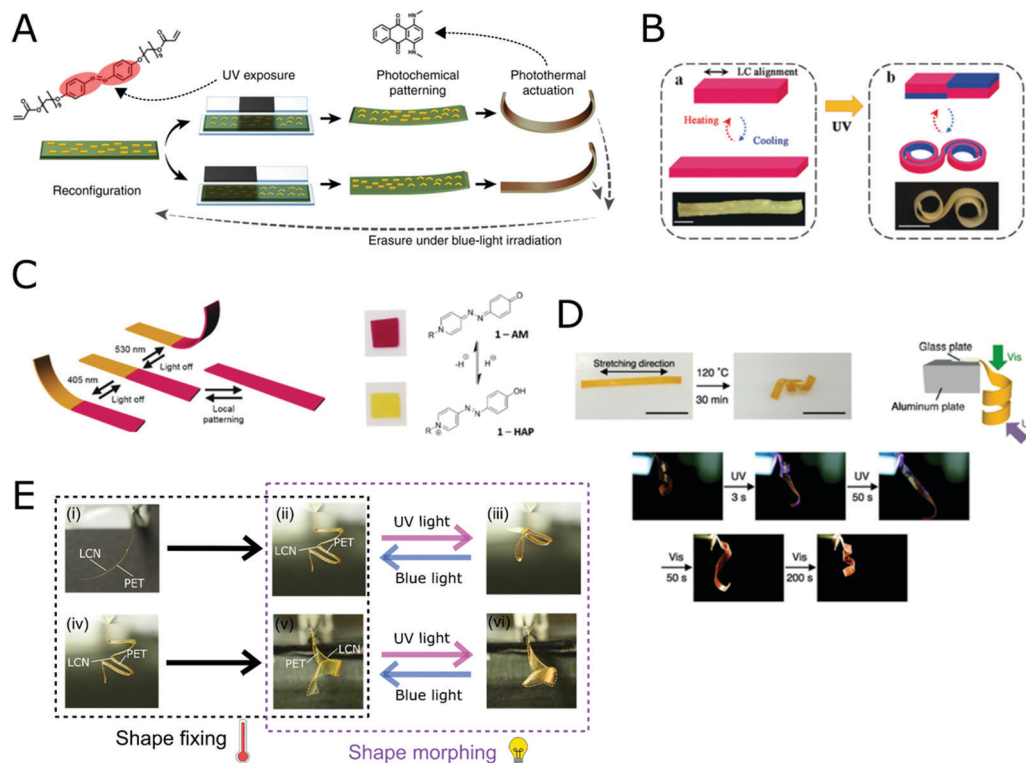 A
UV exposure
Photochemical
patterning
Photothermal
actuation
Reconfiguration
Erasure under blue-light irradiation
B
a
LC alignment
Heating
Cooling
UV
b
C
530 nm
Light off
405 nm
Light off
Local
patterning
1 – AM
-H
H
1 – HAP
D
Stretching direction
120 °C
30 min
Glass plate
Vis
Aluminum plate
UV
3 s
UV
50 s
Vis
50 s
Vis
200 s
E
(i)
LCN
PET
(ii)
LCN
PET
UV light
Blue light
(iii)
(iv)
LCN
PET
(v)
PET
LCN
UV light
Blue light
(vi)
Shape fixing
Shape morphing